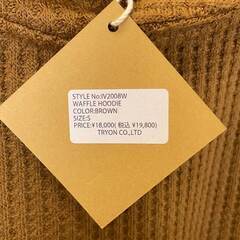 STYLE No:IV2008W
WAFFLE HOODIE
COLOR:BROWN
SIZE:S
PRICE:¥18,000( 税込 ¥19,800)
TRYON CO.,LTD